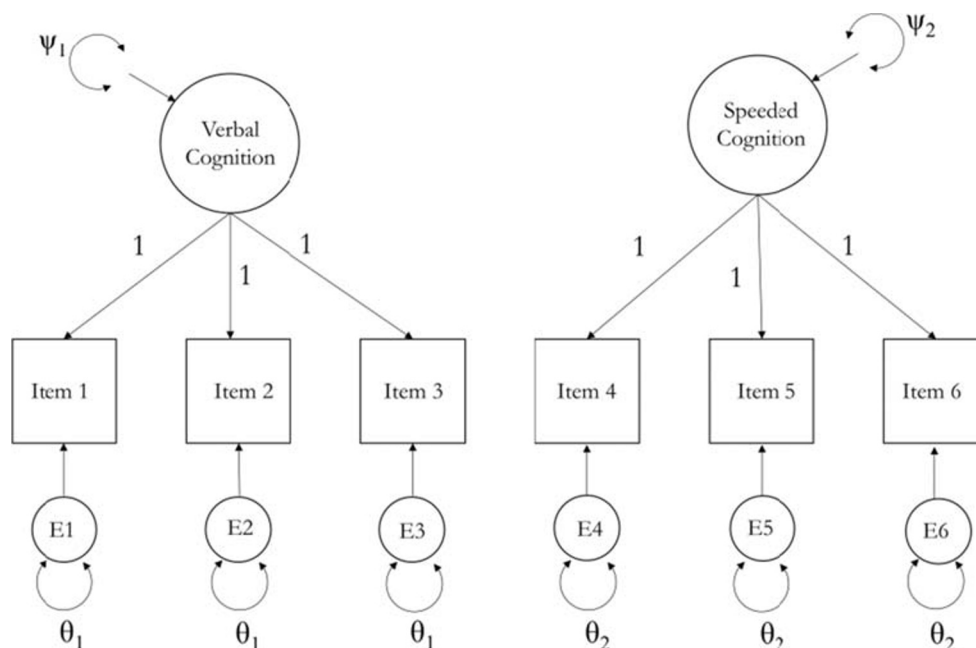 ψ1
ψ2
Verbal
Cognition
Speeded
Cognition
1
1
1
1
1
1
Item 1
Item 2
Item 3
Item 4
Item 5
Item 6
E1
E2
E3
E4
E5
E6
θ1
θ1
θ1
θ2
θ2
θ2